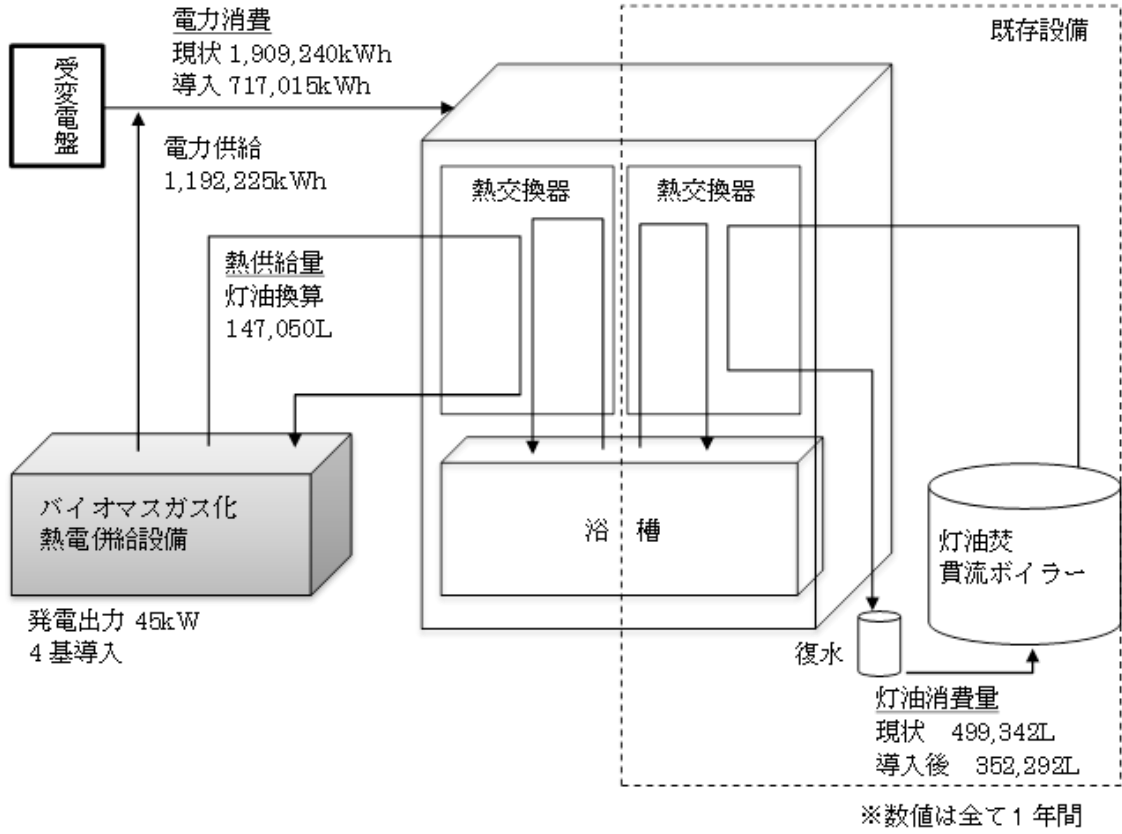 電力消費
現状 1,909,240kWh
導入 717,015kWh
既存設備
受変電盤
電力供給
1,192,225kWh
熱交換器
熱交換器
熱供給量
灯油換算
147,050L
バイオマスガス化
熱電併給設備
浴　槽
灯油焚
貫流ボイラー
発電出力 45kW
4 基導入
復水
灯油消費量
現状　499,342L
導入後　352,292L
※数値は全て 1 年間